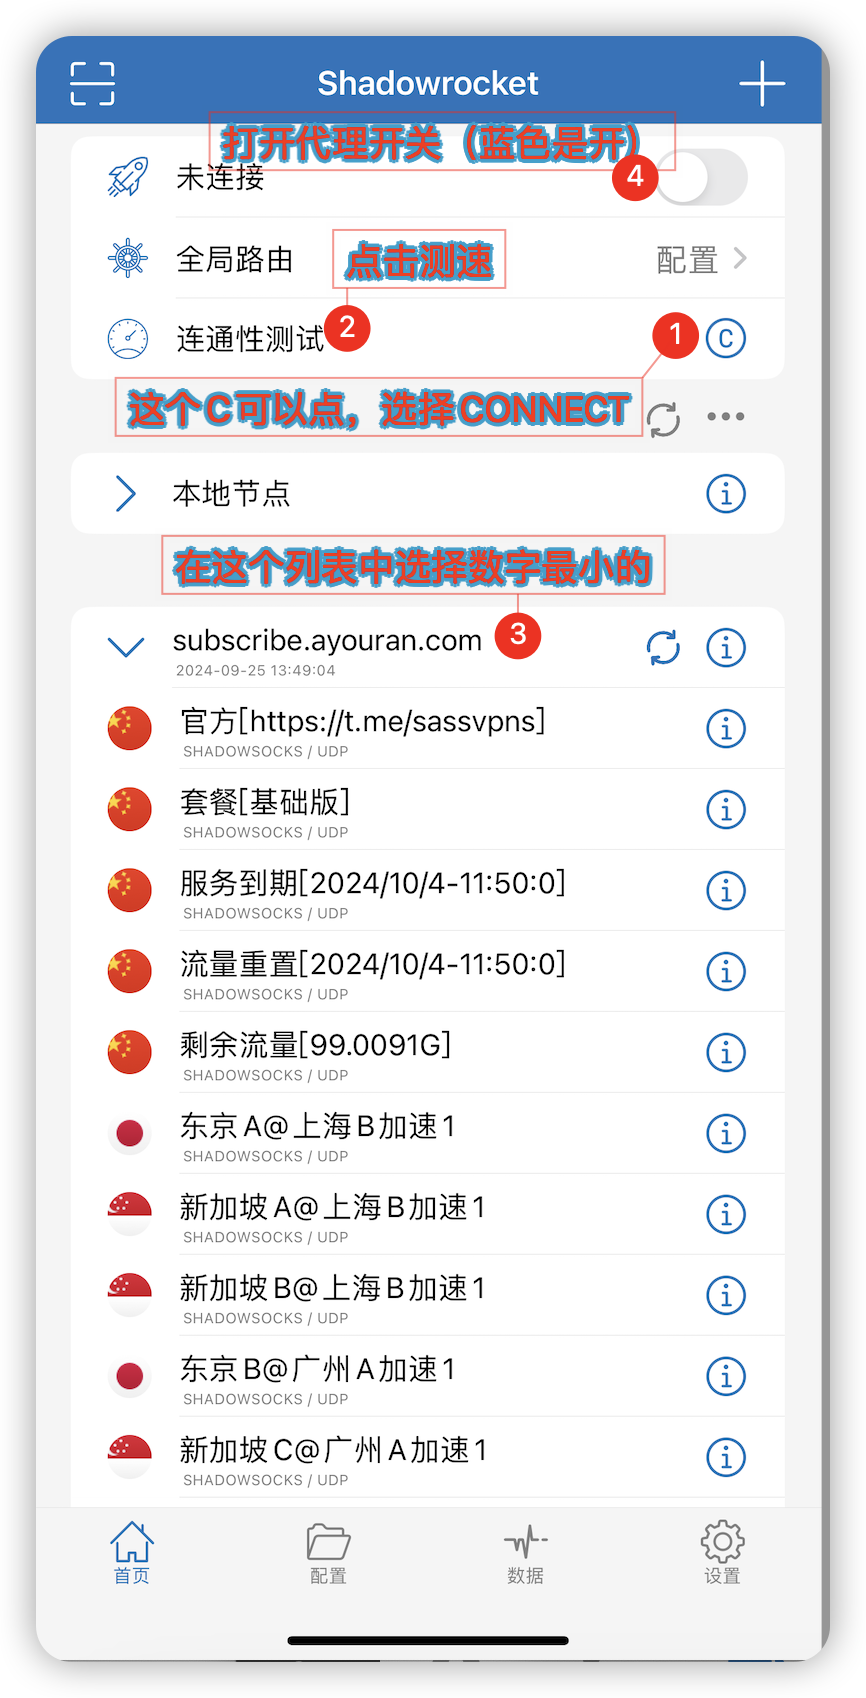 Shadowrocket
打开代理开关（蓝色是开）
未连接
4
全局路由
点击测速
配置
连通性测试
2
1
C
这个C可以点，选择CONNECT
本地节点
在这个列表中选择数字最小的
subscribe.ayouran.com
3
2024-09-25 13:49:04
官方[https://t.me/sassvpns]
SHADOWSOCKS / UDP
套餐[基础版]
SHADOWSOCKS / UDP
服务到期[2024/10/4-11:50:0]
SHADOWSOCKS / UDP
流量重置[2024/10/4-11:50:0]
SHADOWSOCKS / UDP
剩余流量[99.0091G]
SHADOWSOCKS / UDP
东京A@上海B加速1
SHADOWSOCKS / UDP
新加坡A@上海B加速1
SHADOWSOCKS / UDP
新加坡B@上海B加速1
SHADOWSOCKS / UDP
东京B@广州A加速1
SHADOWSOCKS / UDP
新加坡C@广州A加速1
SHADOWSOCKS / UDP
首页
配置
数据
设置